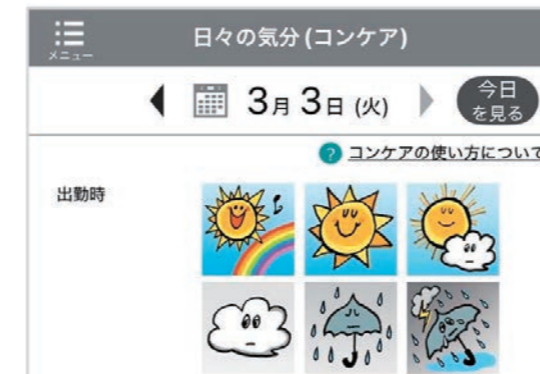 日々の気分(コンケア)
メニュー
3月3日 (火)
今日
を見る
? コンケアの使い方につい
出勤時